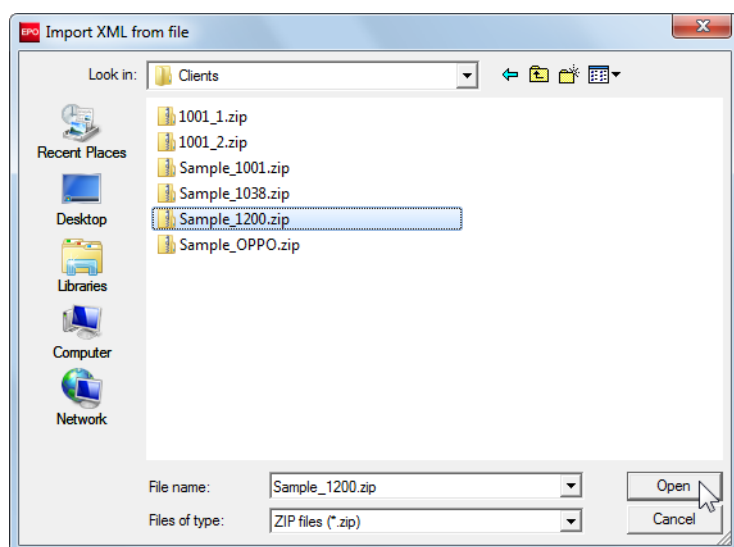 EPO Import XML from file
X
Look in: Clients
1001_1.zip
1001_2.zip
Sample_1001.zip
Sample_1038.zip
Sample_1200.zip
Sample_OPPO.zip
Recent Places
Desktop
Libraries
Computer
Network
File name: Sample_1200.zip
Open
Files of type: ZIP files (*.zip)
Cancel